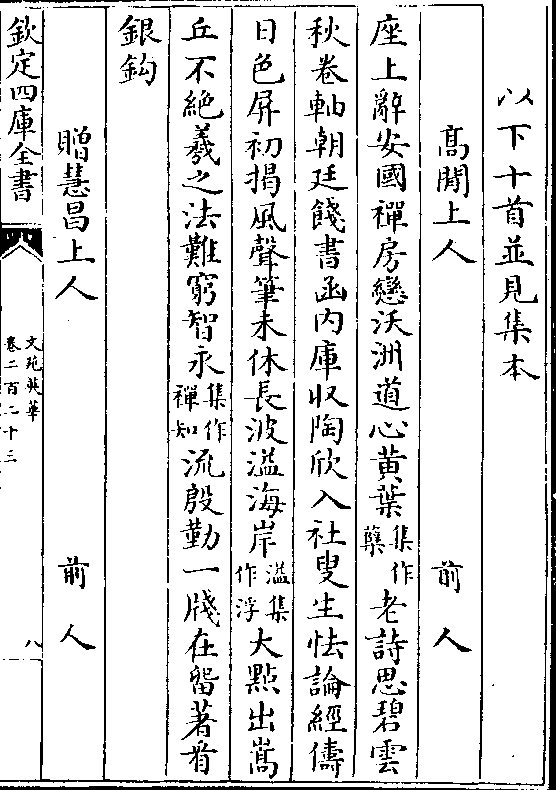 以下十首並見集本
髙閒上人　前人
座上辭安國禪房戀沃洲道心黄葉集作蘗老詩思碧雲
秋卷軸朝廷餞書函内庫収陶欣入社叟生怯論經儔
日色屏初揭風聲筆未休長波溢海岸溢集作浮大㸃出嵩
丘不絶羲之法難窮智永集作禪知流殷勤一牋在留著看
銀鈎
贈慧昌上人　前人
欽定四庫全書
文苑英華
卷二百二十三
八